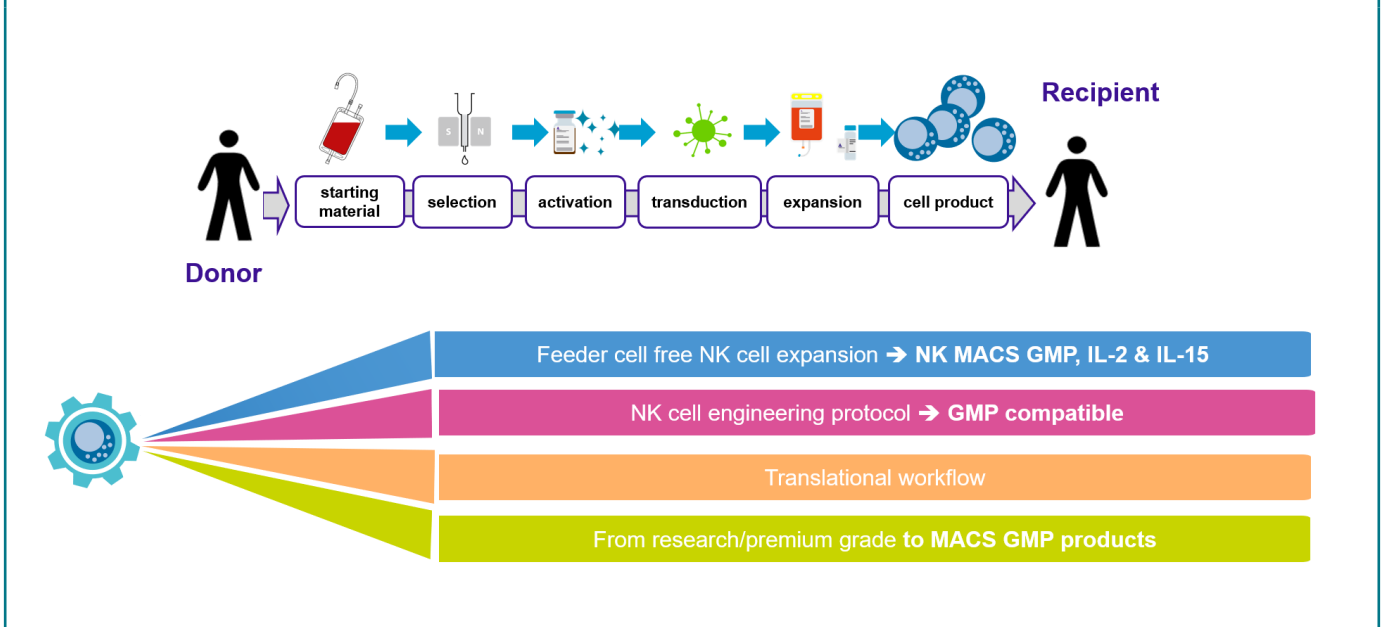 Recipient
S N
starting
material
selection
activation
transduction
expansion
cell product
Donor
Feeder cell free NK cell expansion ➔ NK MACS GMP, IL-2 & IL-15
NK cell engineering protocol ➔ GMP compatible
Translational workflow
From research/premium grade to MACS GMP products